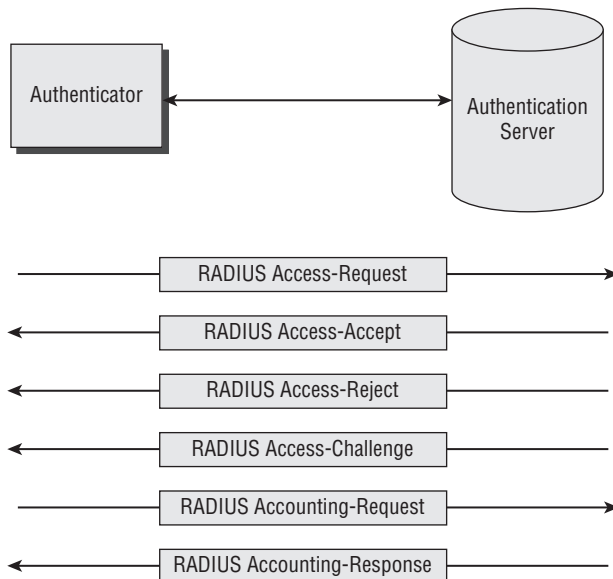 Authenticator
Authentication
Server
RADIUS Access-Request
RADIUS Access-Accept
RADIUS Access-Reject
RADIUS Access-Challenge
RADIUS Accounting-Request
RADIUS Accounting-Response